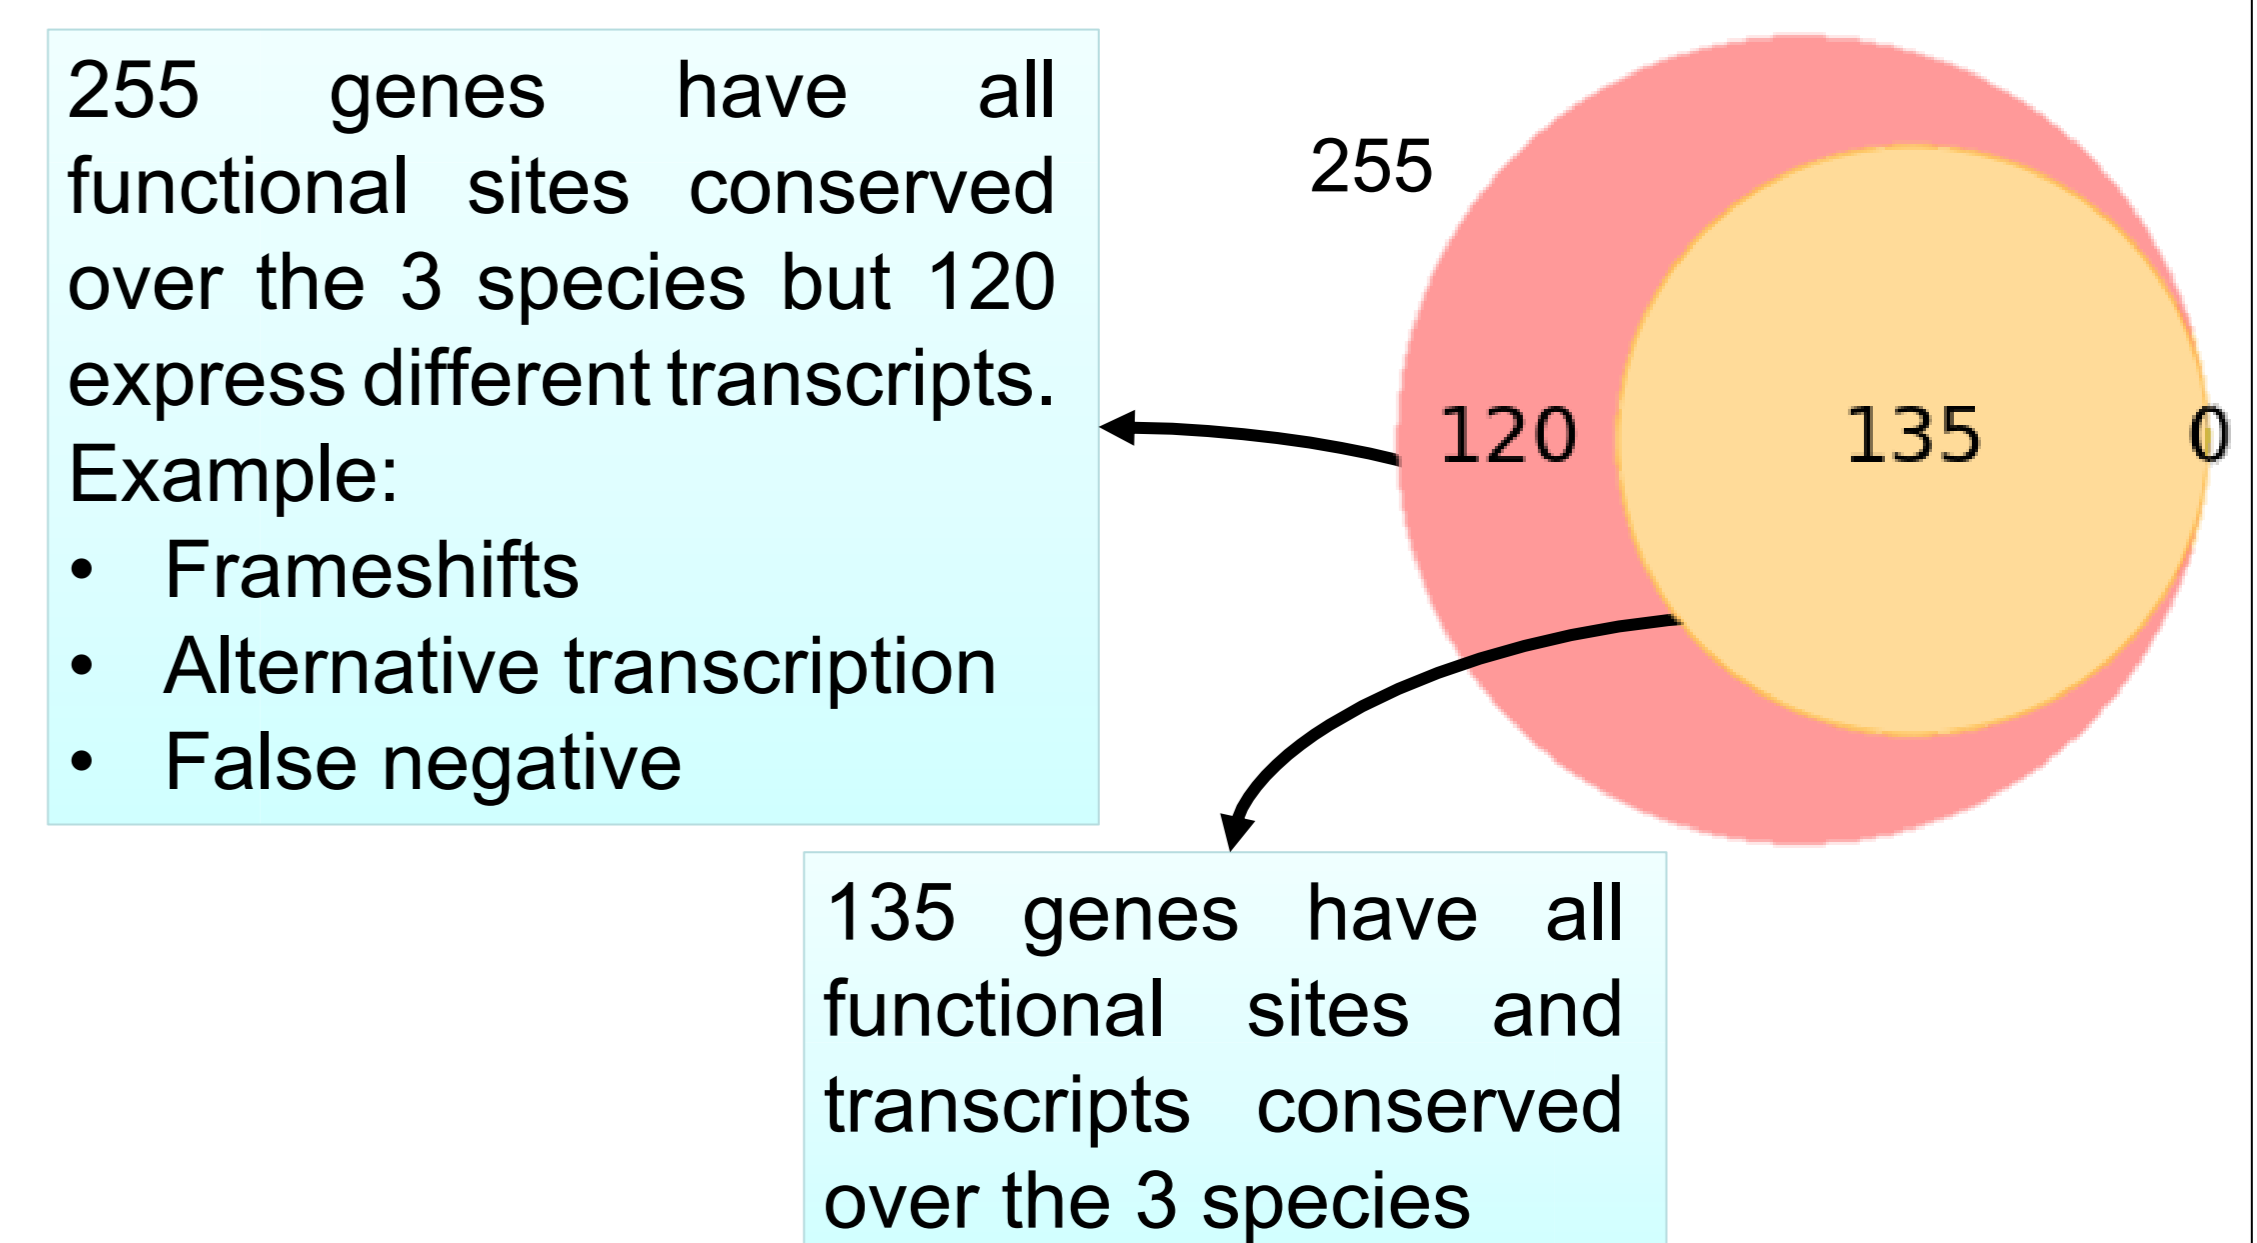 255 genes have all
functional sites conserved
over the 3 species but 120
express different transcripts.
Example:
• Frameshifts
• Alternative transcription
• False negative
255
120
135
0
135 genes have all
functional sites and
transcripts conserved
over the 3 species